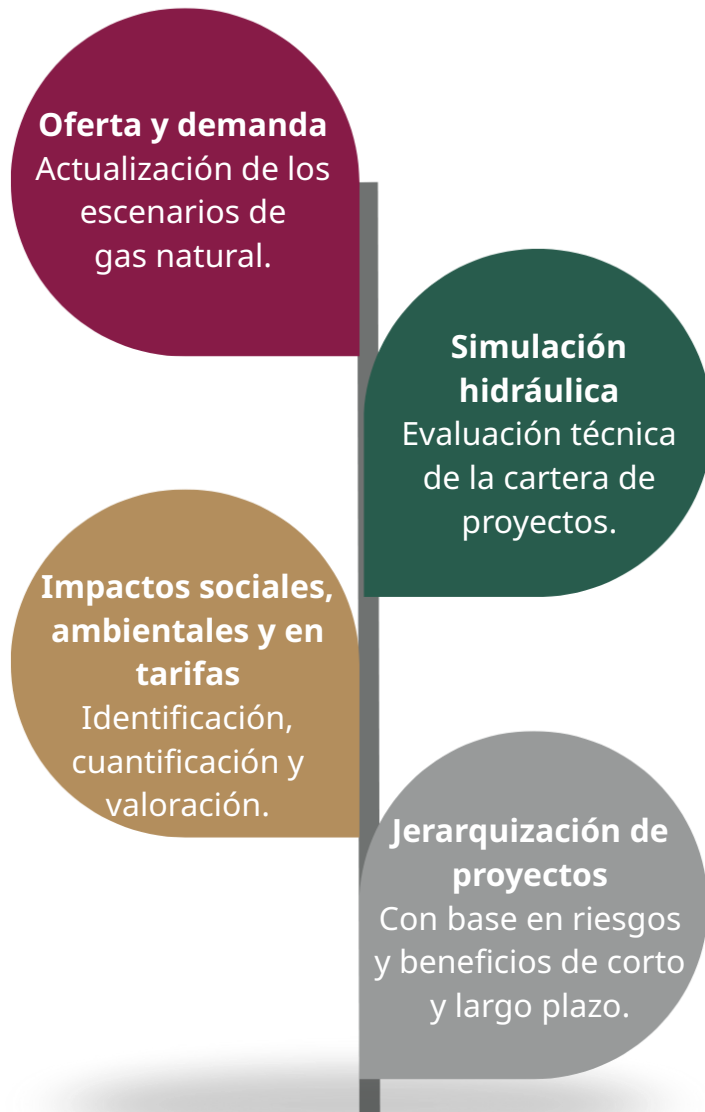 Oferta y demanda
Actualización de los
escenarios de
gas natural.
Simulación
hidráulica
Evaluación técnica
de la cartera de
proyectos.
Impactos sociales,
ambientales y en
tarifas
Identificación,
cuantificación y
valoración.
Jerarquización de
proyectos
Con base en riesgos
y beneficios de corto
y largo plazo.